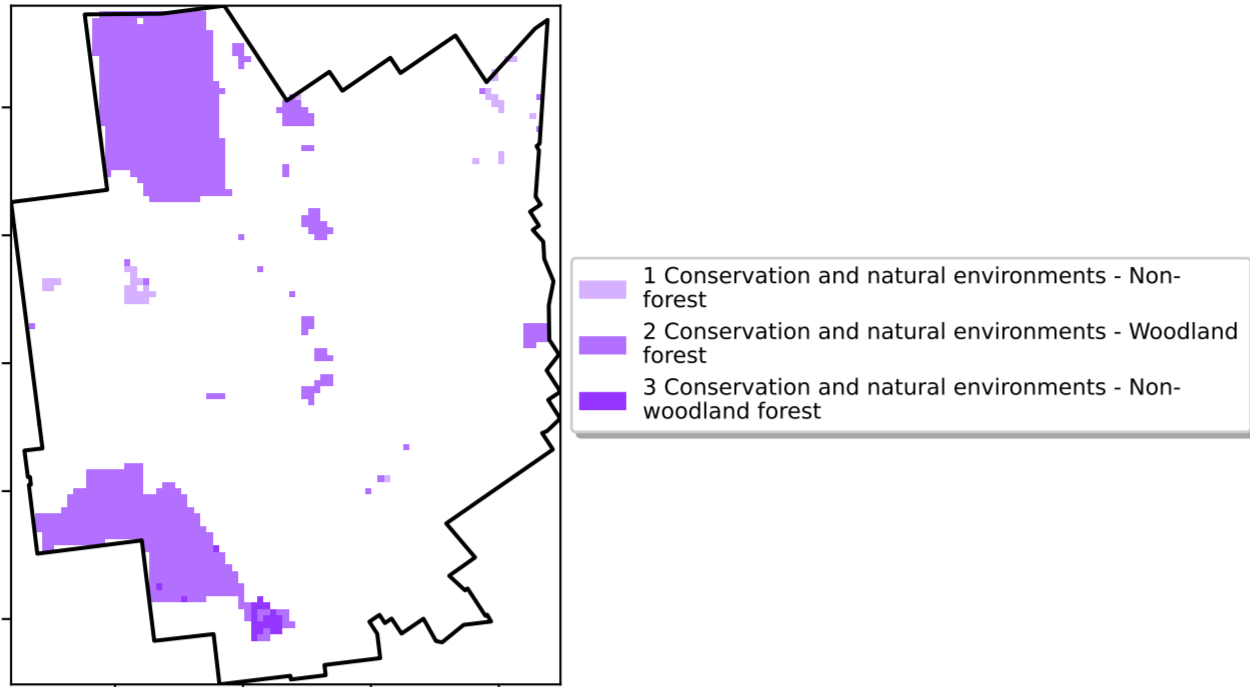 1 Conservation and natural environments - Non-
forest
2 Conservation and natural environments - Woodland
forest
3 Conservation and natural environments - Non-
woodland forest